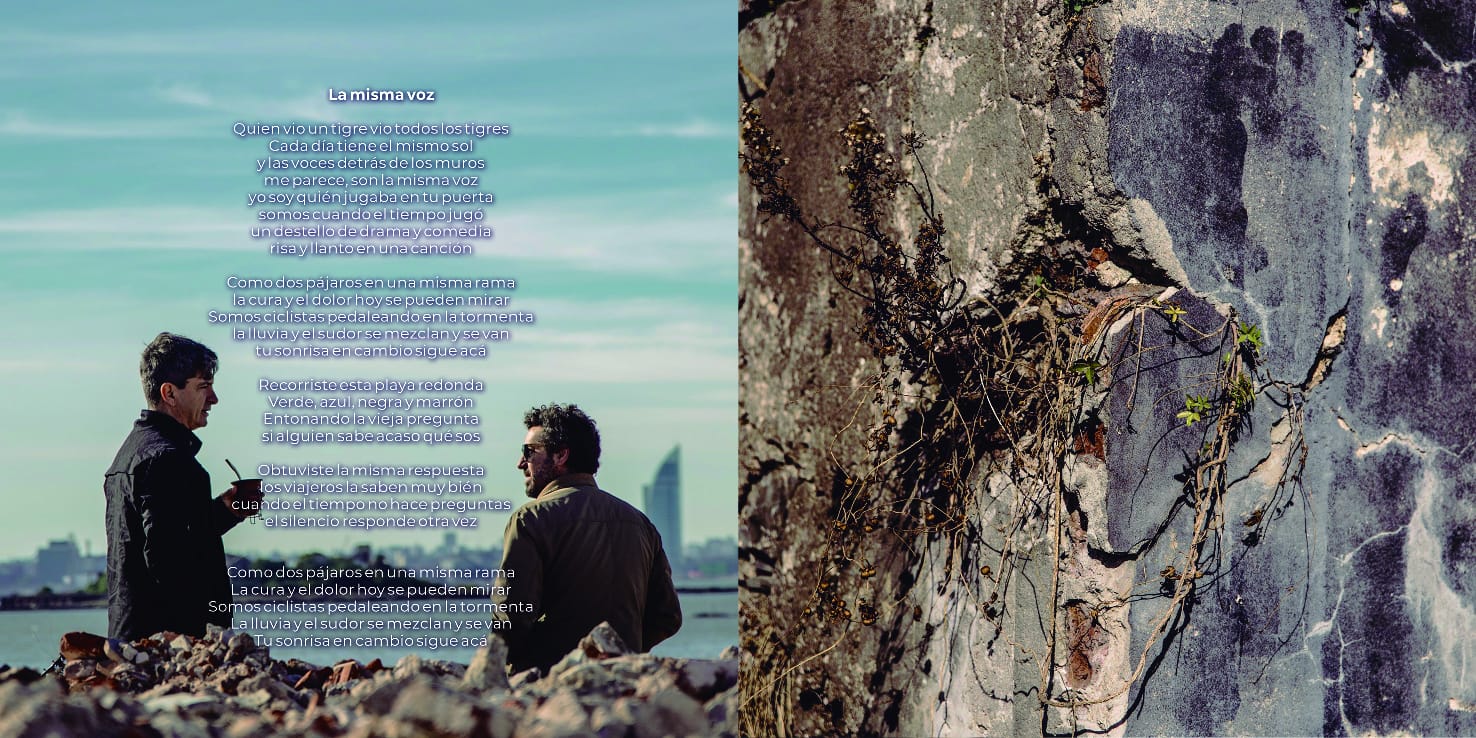 La misma voz
Quien vio un tigre vio todos los tigres
Cada día tiene el mismo sol
y las voces detrás de los muros
me parece, son la misma voz
yo soy quién jugaba en tu puerta
somos cuando el tiempo jugó
un destello de drama y comedia
risa y llanto en una canción
Como dos pájaros en una misma rama
la cura y el dolor hoy se pueden mirar
Somos ciclistas pedaleando en la tormenta
la lluvia y el sudor se mezclan y se van
tu sonrisa en cambio sigue acá
Recorriste esta playa redonda
Verde, azul, negra y marrón
Entonando la vieja pregunta
si alguien sabe acaso qué sos
Obtuviste la misma respuesta
los viajeros la saben muy bién
cuando el tiempo no hace preguntas
el silencio responde otra vez
Como dos pájaros en una misma rama
La cura y el dolor hoy se pueden mirar
Somos ciclistas pedaleando en la tormenta
La lluvia y el sudor se mezclan y se van
Tu sonrisa en cambio sigue acá